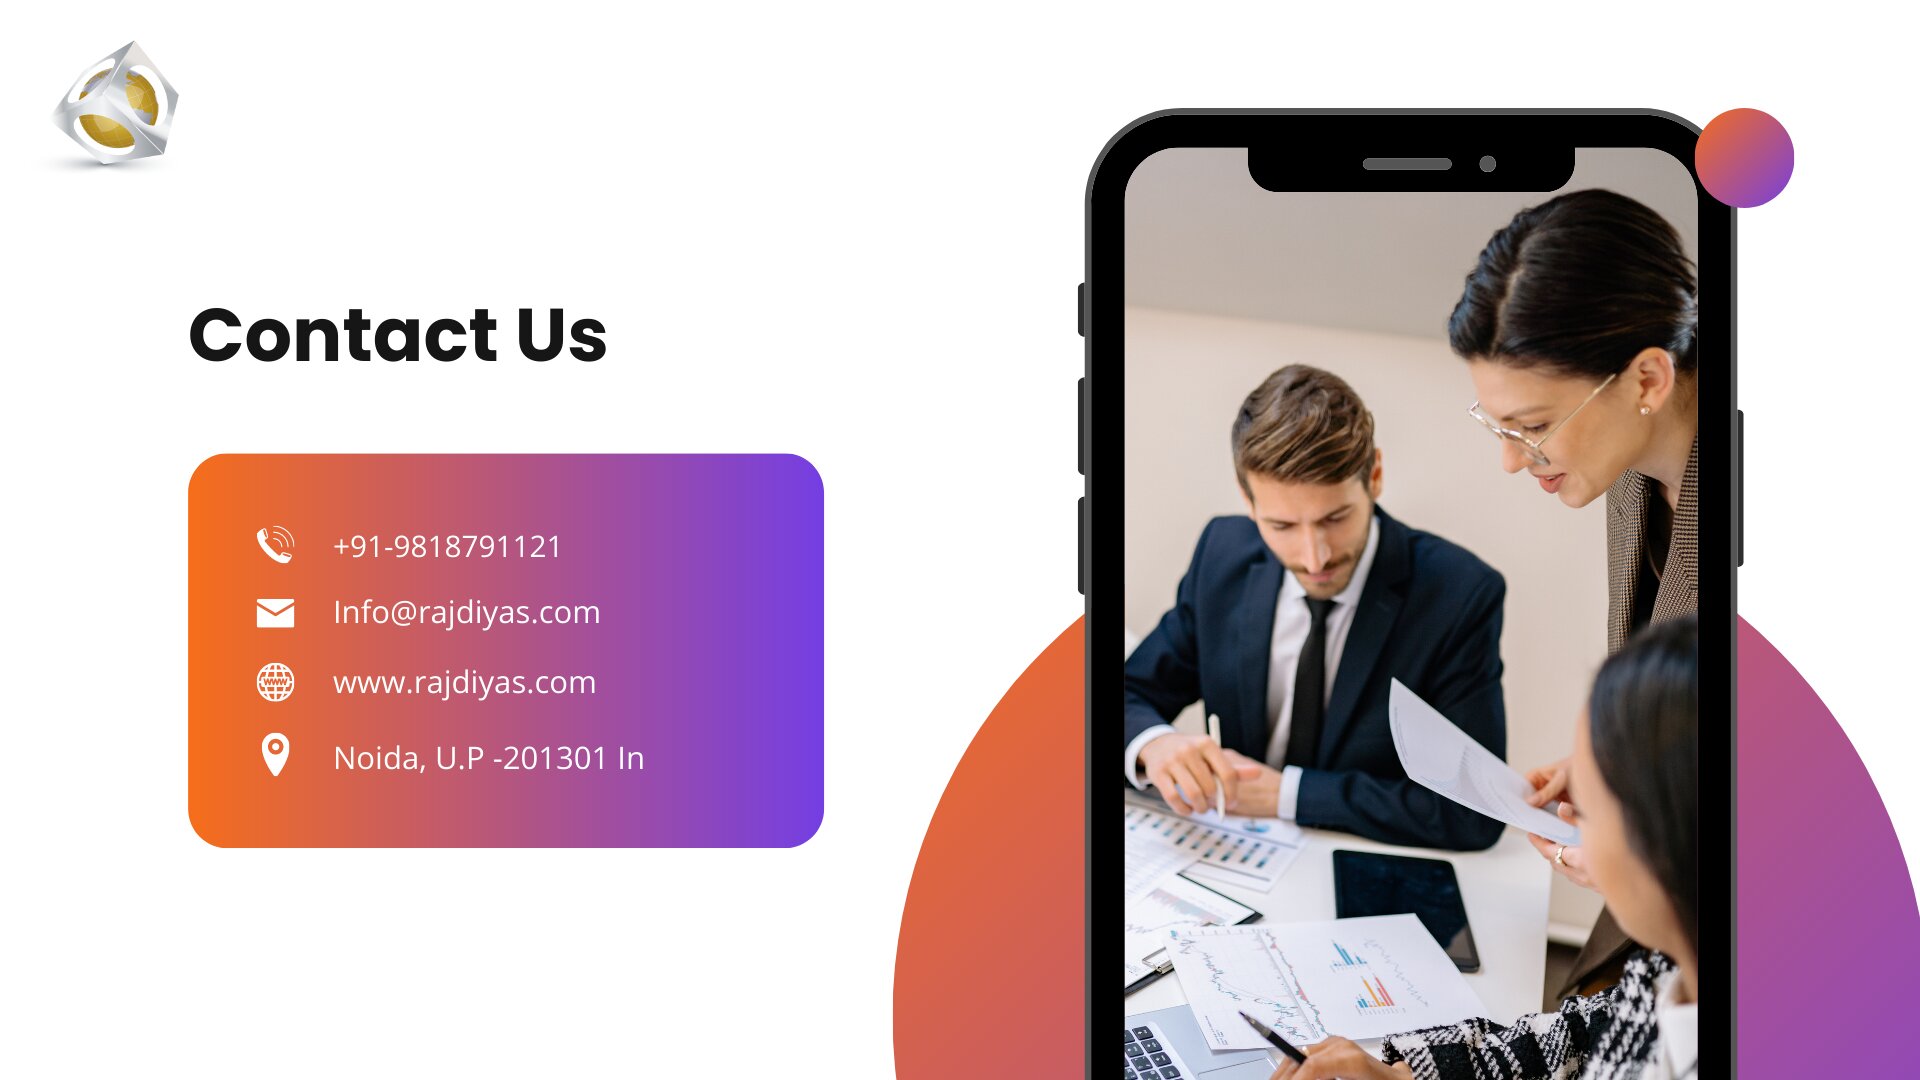 Contact Us
+91-9818791121
Info@rajdiyas.com
www.rajdiyas.com
Noida, U.P -201301 In